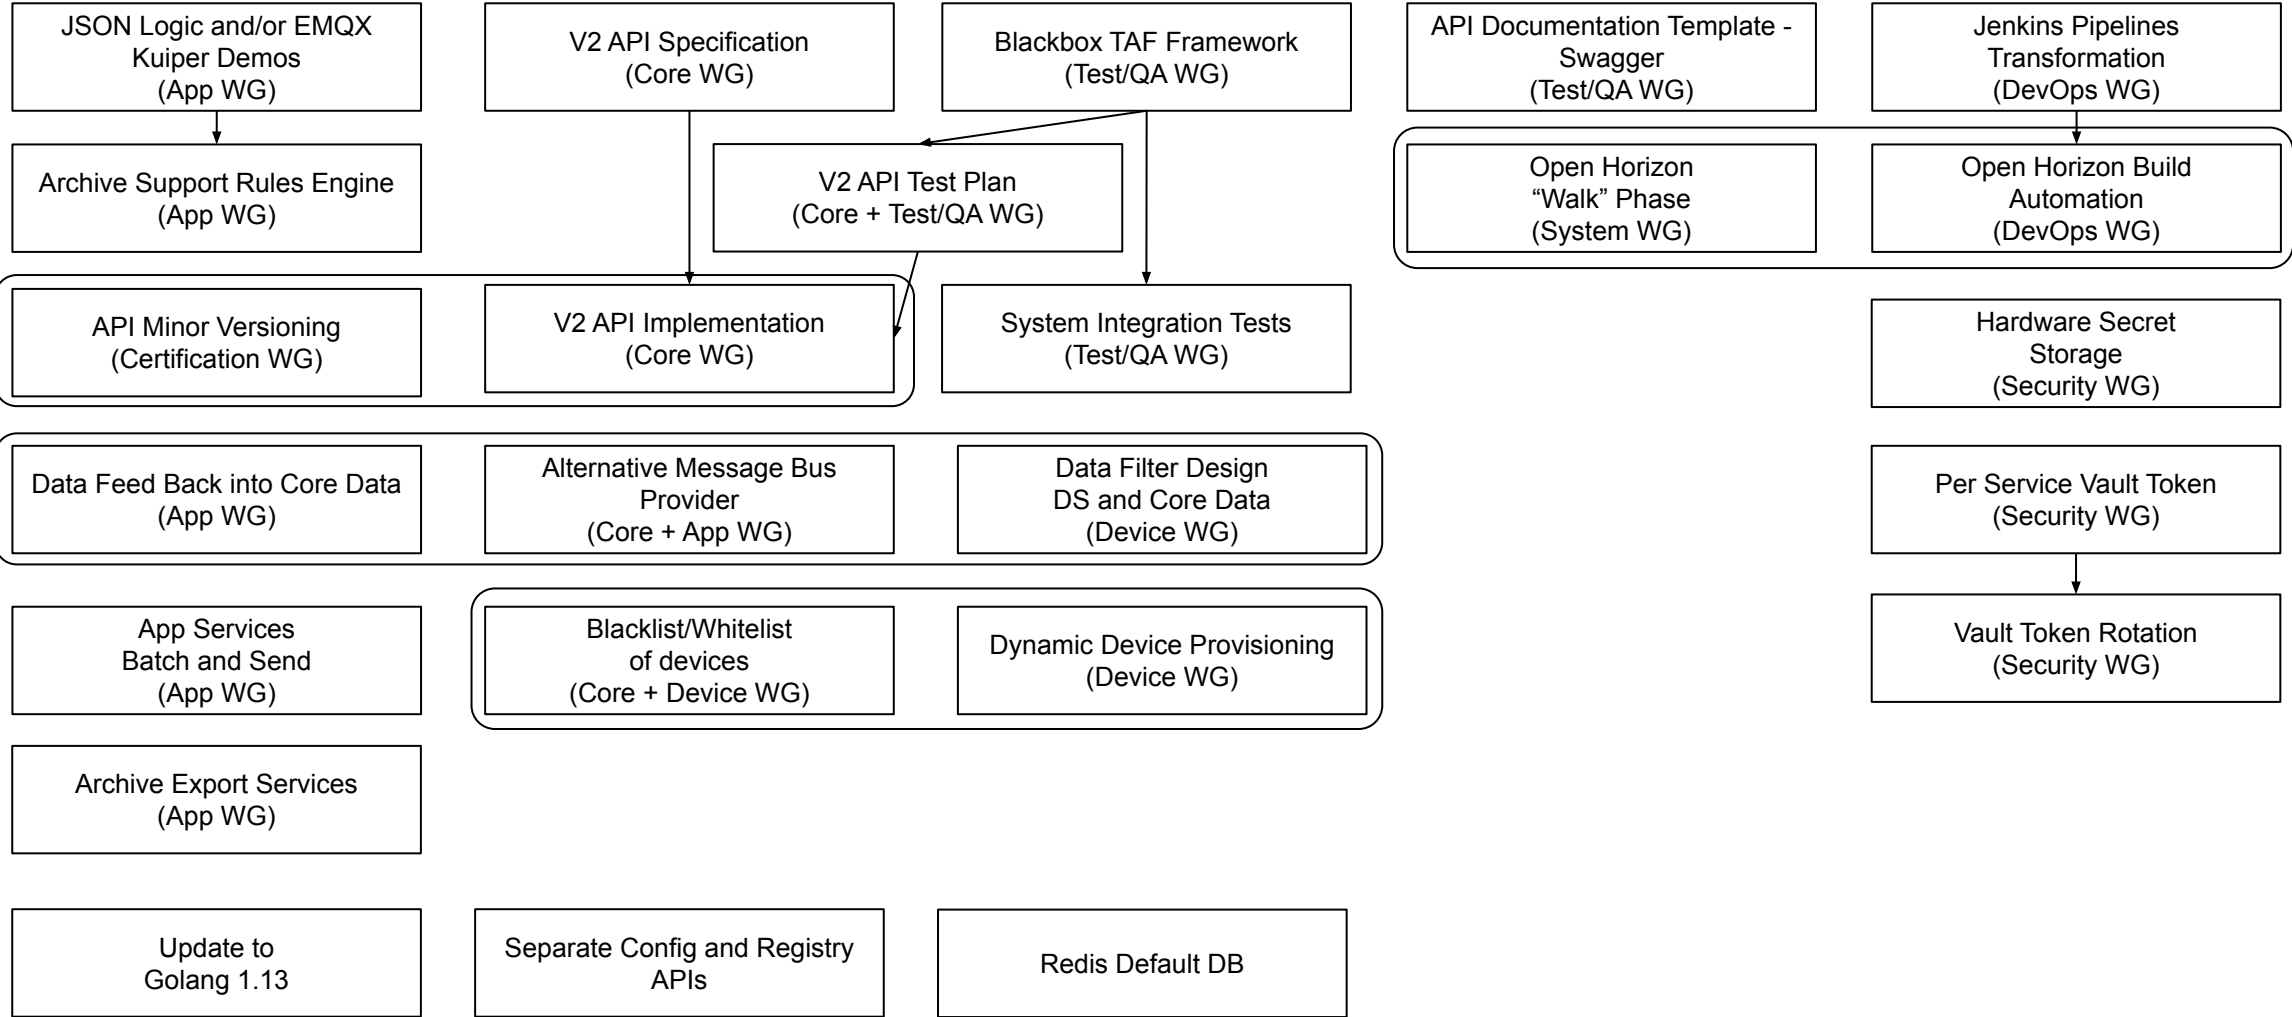 JSON Logic and/or EMQX
Kuiper Demos
(App WG)
V2 API Specification
(Core WG)
Blackbox TAF Framework
(Test/QA WG)
API Documentation Template -
Swagger
(Test/QA WG)
Jenkins Pipelines
Transformation
(DevOps WG)
Archive Support Rules Engine
(App WG)
V2 API Test Plan
(Core + Test/QA WG)
Open Horizon
“Walk” Phase
(System WG)
Open Horizon Build
Automation
(DevOps WG)
API Minor Versioning
(Certification WG)
V2 API Implementation
(Core WG)
System Integration Tests
(Test/QA WG)
Hardware Secret
Storage
(Security WG)
Data Feed Back into Core Data
(App WG)
Alternative Message Bus
Provider
(Core + App WG)
Data Filter Design
DS and Core Data
(Device WG)
Per Service Vault Token
(Security WG)
App Services
Batch and Send
(App WG)
Blacklist/Whitelist
of devices
(Core + Device WG)
Dynamic Device Provisioning
(Device WG)
Vault Token Rotation
(Security WG)
Archive Export Services
(App WG)
Update to
Golang 1.13
Separate Config and Registry
APIs
Redis Default DB